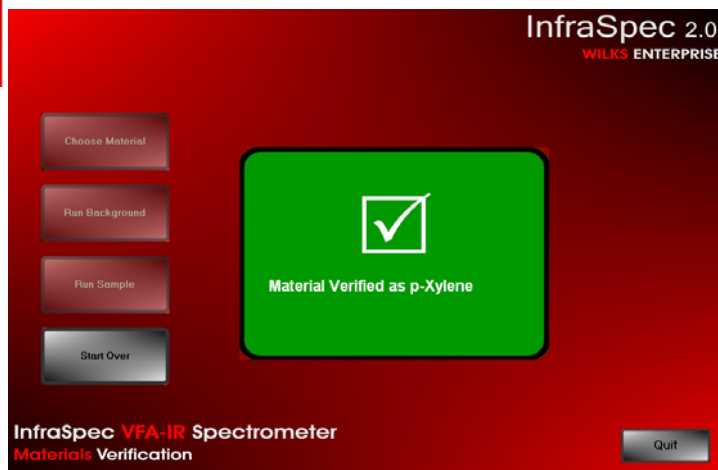 InfraSpec 2.0
WILKS ENTERPRISE
Choose Material
Run Background
Run Sample
Material Verified as p-Xylene
Start Over
InfraSpec VFA-IR Spectrometer
Materials Verification
Quit